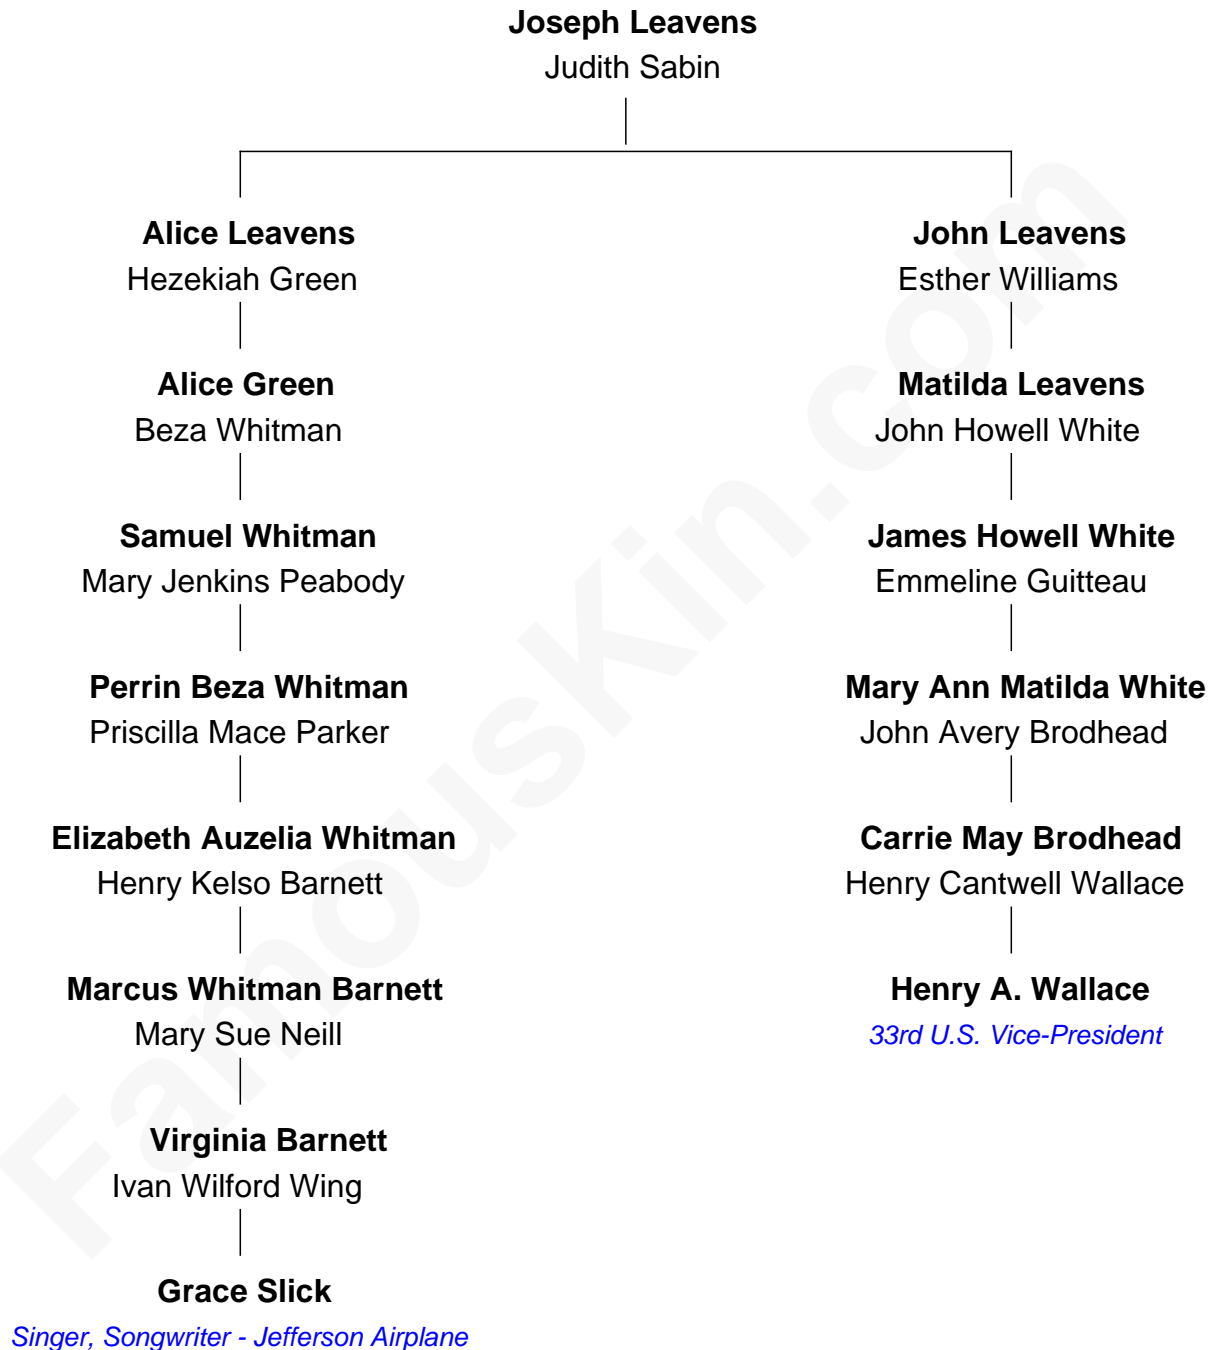 Joseph Leavens
Judith Sabin
Alice Leavens
Hezekiah Green
Alice Green
Beza Whitman
Samuel Whitman
Mary Jenkins Peabody
Perrin Beza Whitman
Priscilla Mace Parker
Elizabeth Auzelia Whitman
Henry Kelso Barnett
Marcus Whitman Barnett
Mary Sue Neill
Virginia Barnett
Ivan Wilford Wing
Grace Slick
Singer, Songwriter - Jefferson Airplane
John Leavens
Esther Williams
Matilda Leavens
John Howell White
James Howell White
Emmeline Guitteau
Mary Ann Matilda White
John Avery Brodhead
Carrie May Brodhead
Henry Cantwell Wallace
Henry A. Wallace
33rd U.S. Vice-President
FamousKin.com